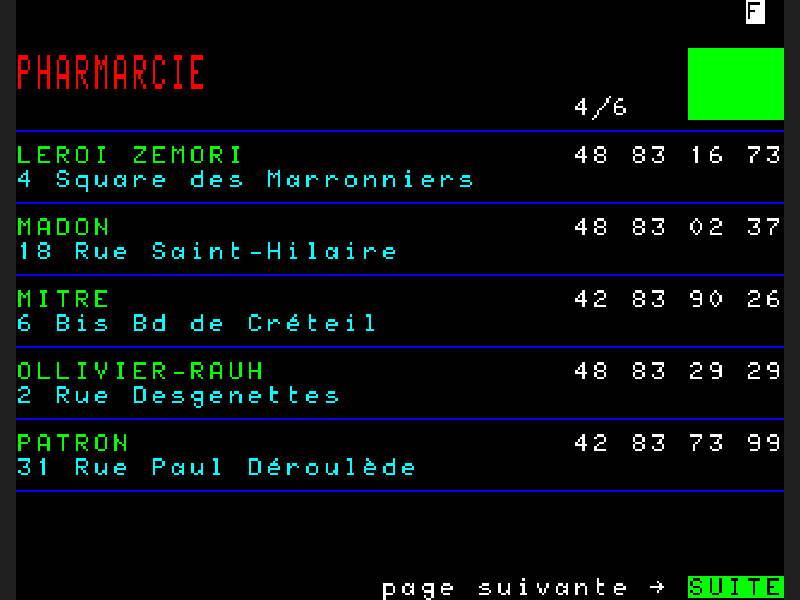 F
PHARMARCIE
4/6
LEROI ZEMORI 48 83 16 73
4 Square des Marronniers
MADON 48 83 02 37
18 Rue Saint-Hilaire
MITRE 42 83 90 26
6 Bis Bd de Créteil
OLLIVIER-RAUH 48 83 29 29
2 Rue Desgenettes
PATRON 42 83 73 99
31 Rue Paul Déroulède
page suivante → SUITE